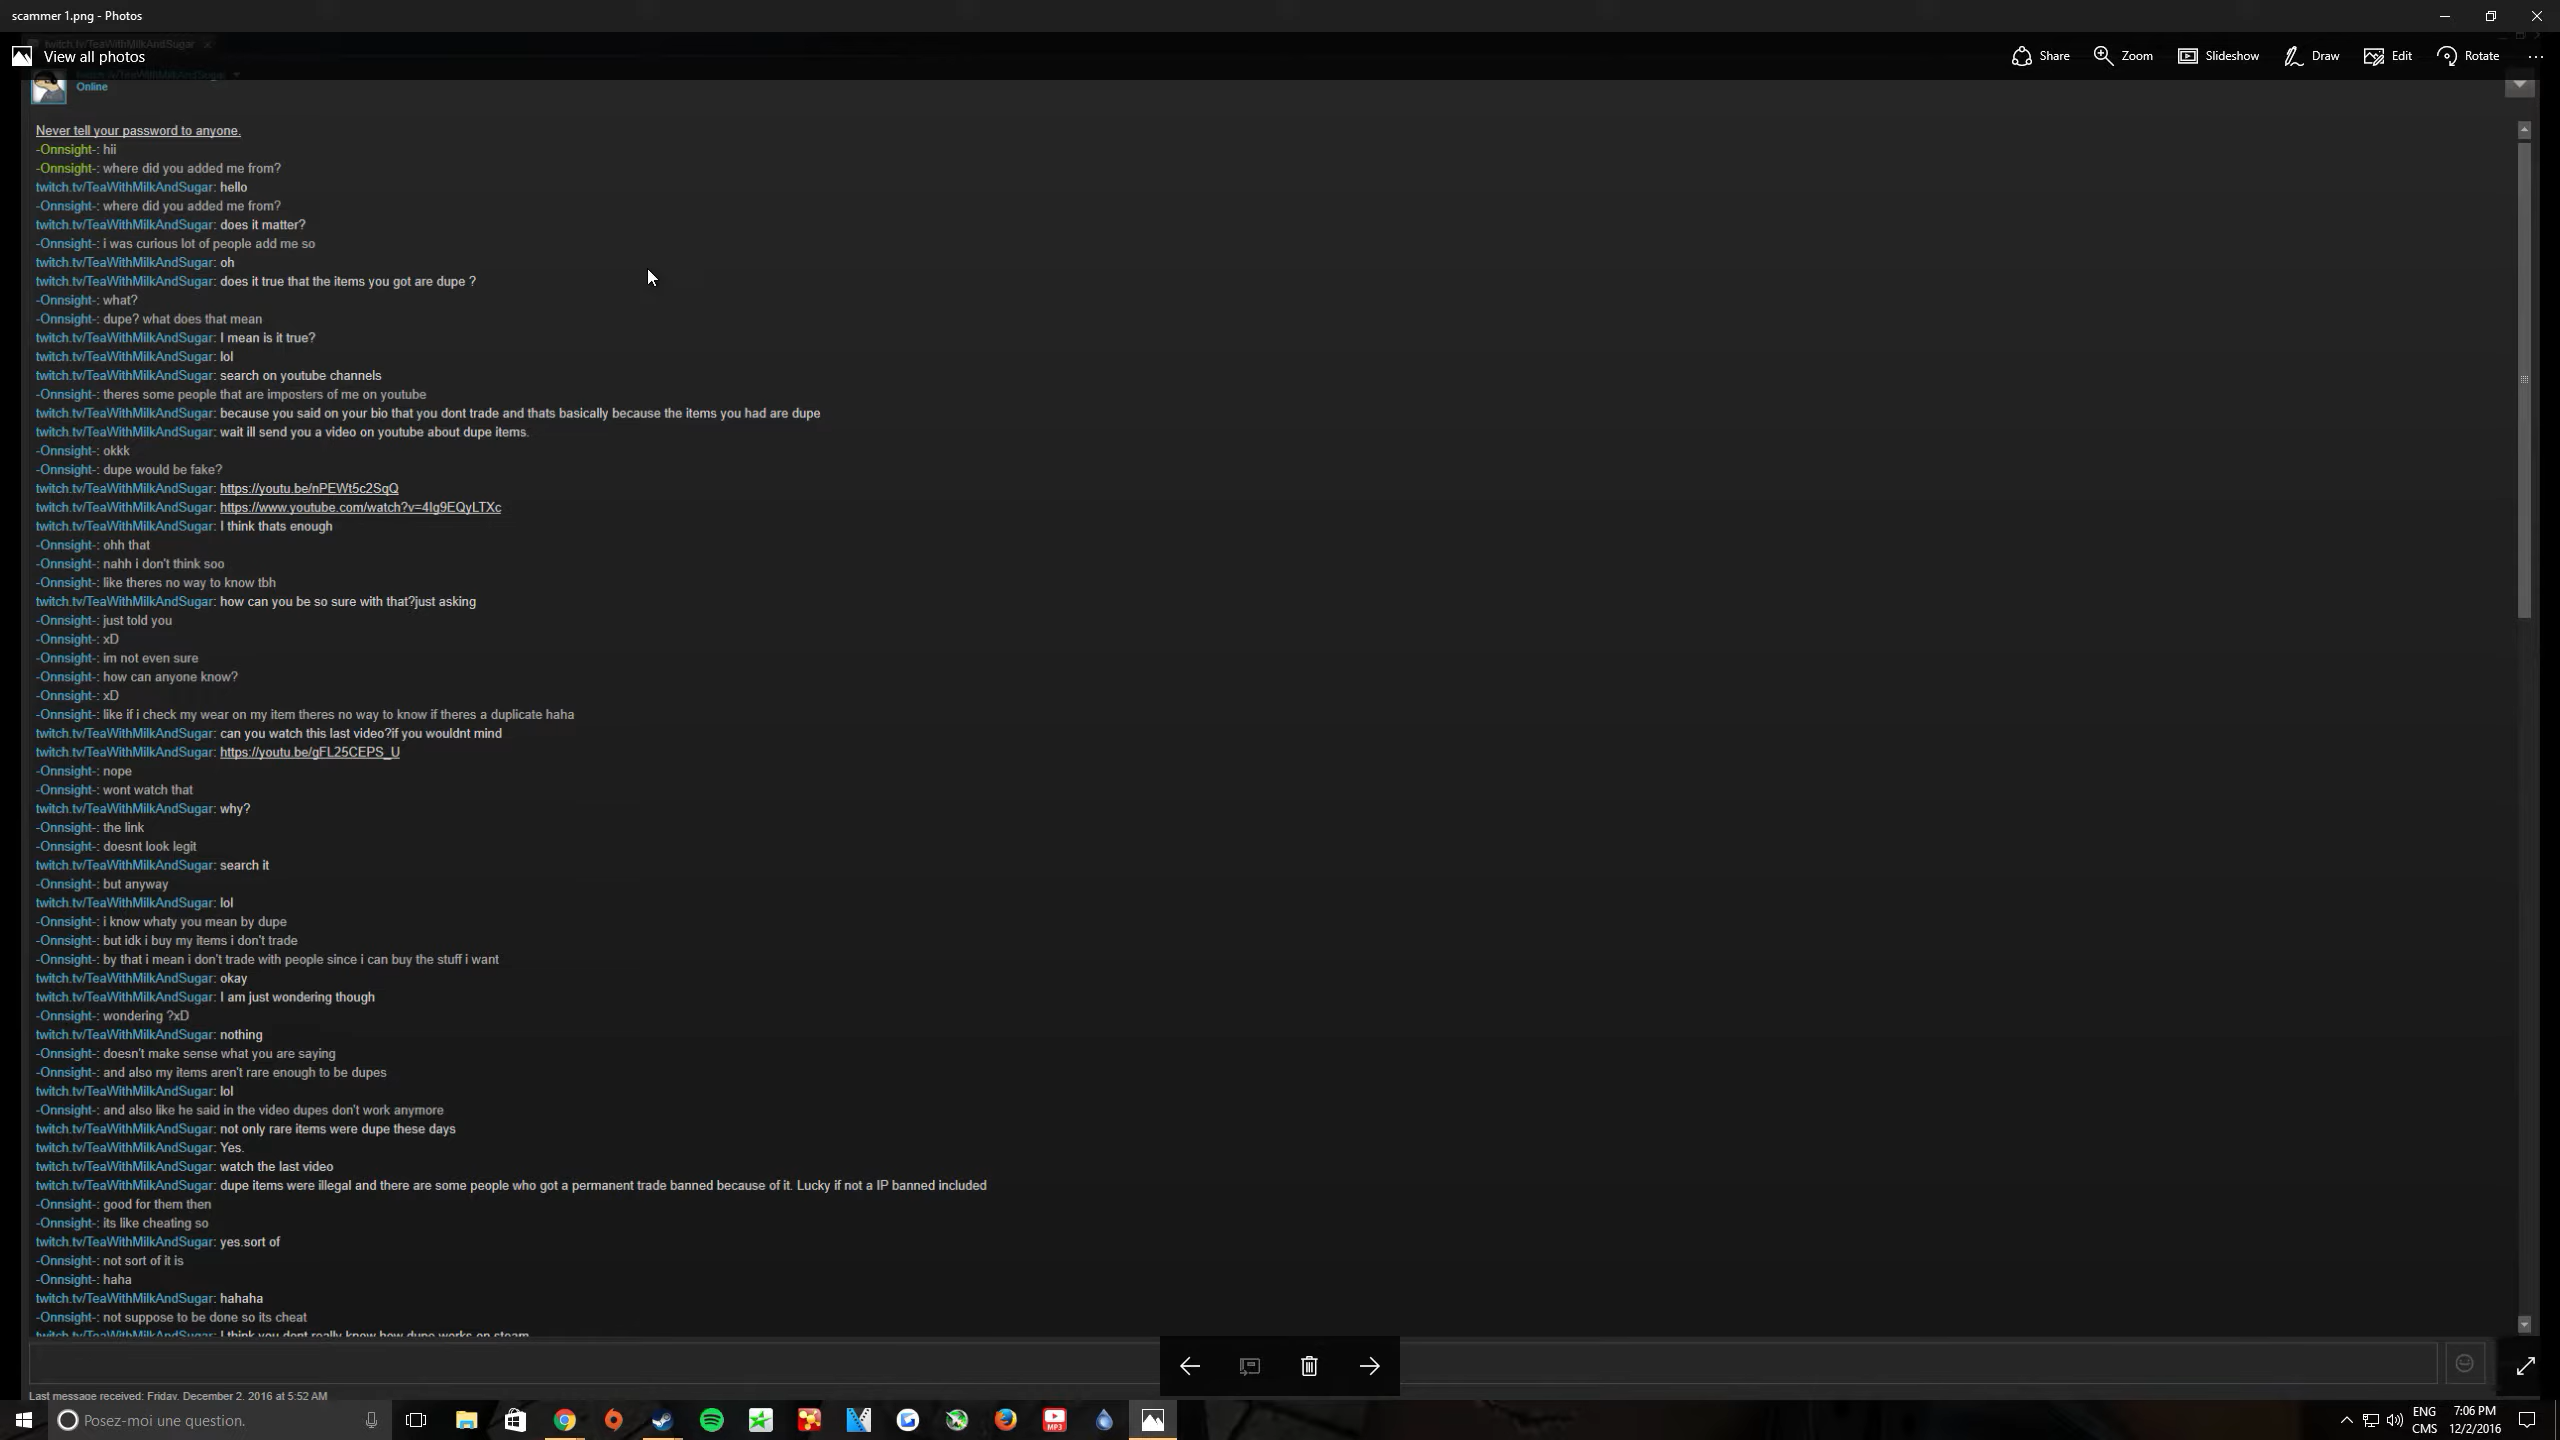 scammer 1.png - Photos
twitch.tv/TeaWithMilkAndSugar
View all photos
Share
Zoom
Slideshow
Draw
Edit
Rotate
twitch.tv/TeaWithMilkAndSugar
Online
Never tell your password to anyone.
-Onnsight-: hii
-Onnsight-: where did you added me from?
twitch.tv/TeaWithMilkAndSugar: hello
-Onnsight-: where did you added me from?
twitch.tv/TeaWithMilkAndSugar: does it matter?
-Onnsight-: i was curious lot of people add me so
twitch.tv/TeaWithMilkAndSugar: oh
twitch.tv/TeaWithMilkAndSugar: does it true that the items you got are dupe ?
-Onnsight-: what?
-Onnsight-: dupe? what does that mean
twitch.tv/TeaWithMilkAndSugar: I mean is it true?
twitch.tv/TeaWithMilkAndSugar: lol
twitch.tv/TeaWithMilkAndSugar: search on youtube channels
-Onnsight-: theres some people that are imposters of me on youtube
twitch.tv/TeaWithMilkAndSugar: because you said on your bio that you dont trade and thats basically because the items you had are dupe
twitch.tv/TeaWithMilkAndSugar: wait ill send you a video on youtube about dupe items.
-Onnsight-: okkk
-Onnsight-: dupe would be fake?
twitch.tv/TeaWithMilkAndSugar: https://youtu.be/nPEWt5c2SqQ
twitch.tv/TeaWithMilkAndSugar: https://www.youtube.com/watch?v=4Ig9EQyLTXc
twitch.tv/TeaWithMilkAndSugar: I think thats enough
-Onnsight-: ohh that
-Onnsight-: nahh i don't think soo
-Onnsight-: like theres no way to know tbh
twitch.tv/TeaWithMilkAndSugar: how can you be so sure with that?just asking
-Onnsight-: just told you
-Onnsight-: xD
-Onnsight-: im not even sure
-Onnsight-: how can anyone know?
-Onnsight-: xD
-Onnsight-: like if i check my wear on my item theres no way to know if theres a duplicate haha
twitch.tv/TeaWithMilkAndSugar: can you watch this last video?if you wouldnt mind
twitch.tv/TeaWithMilkAndSugar: https://youtu.be/gFL25CEPS_U
-Onnsight-: nope
-Onnsight-: wont watch that
twitch.tv/TeaWithMilkAndSugar: why?
-Onnsight-: the link
-Onnsight-: doesnt look legit
twitch.tv/TeaWithMilkAndSugar: search it
-Onnsight-: but anyway
twitch.tv/TeaWithMilkAndSugar: lol
-Onnsight-: i know whaty you mean by dupe
-Onnsight-: but idk i buy my items i don't trade
-Onnsight-: by that i mean i don't trade with people since i can buy the stuff i want
twitch.tv/TeaWithMilkAndSugar: okay
twitch.tv/TeaWithMilkAndSugar: I am just wondering though
-Onnsight-: wondering ?xD
twitch.tv/TeaWithMilkAndSugar: nothing
-Onnsight-: doesn't make sense what you are saying
-Onnsight-: and also my items aren't rare enough to be dupes
twitch.tv/TeaWithMilkAndSugar: lol
-Onnsight-: and also like he said in the video dupes don't work anymore
twitch.tv/TeaWithMilkAndSugar: not only rare items were dupe these days
twitch.tv/TeaWithMilkAndSugar: Yes.
twitch.tv/TeaWithMilkAndSugar: watch the last video
twitch.tv/TeaWithMilkAndSugar: dupe items were illegal and there are some people who got a permanent trade banned because of it. Lucky if not a IP banned included
-Onnsight-: good for them then
-Onnsight-: its like cheating so
twitch.tv/TeaWithMilkAndSugar: yes.sort of
-Onnsight-: not sort of it is
-Onnsight-: haha
twitch.tv/TeaWithMilkAndSugar: hahaha
-Onnsight-: not suppose to be done so its cheat
twitch.tv/TeaWithMilkAndSugar: I think you dont really know how dupe works on steam
Last message received: Friday, December 2, 2016 at 5:52 AM
Posez-moi une question.
MP3
ENG
CMS
7:06 PM
12/2/2016